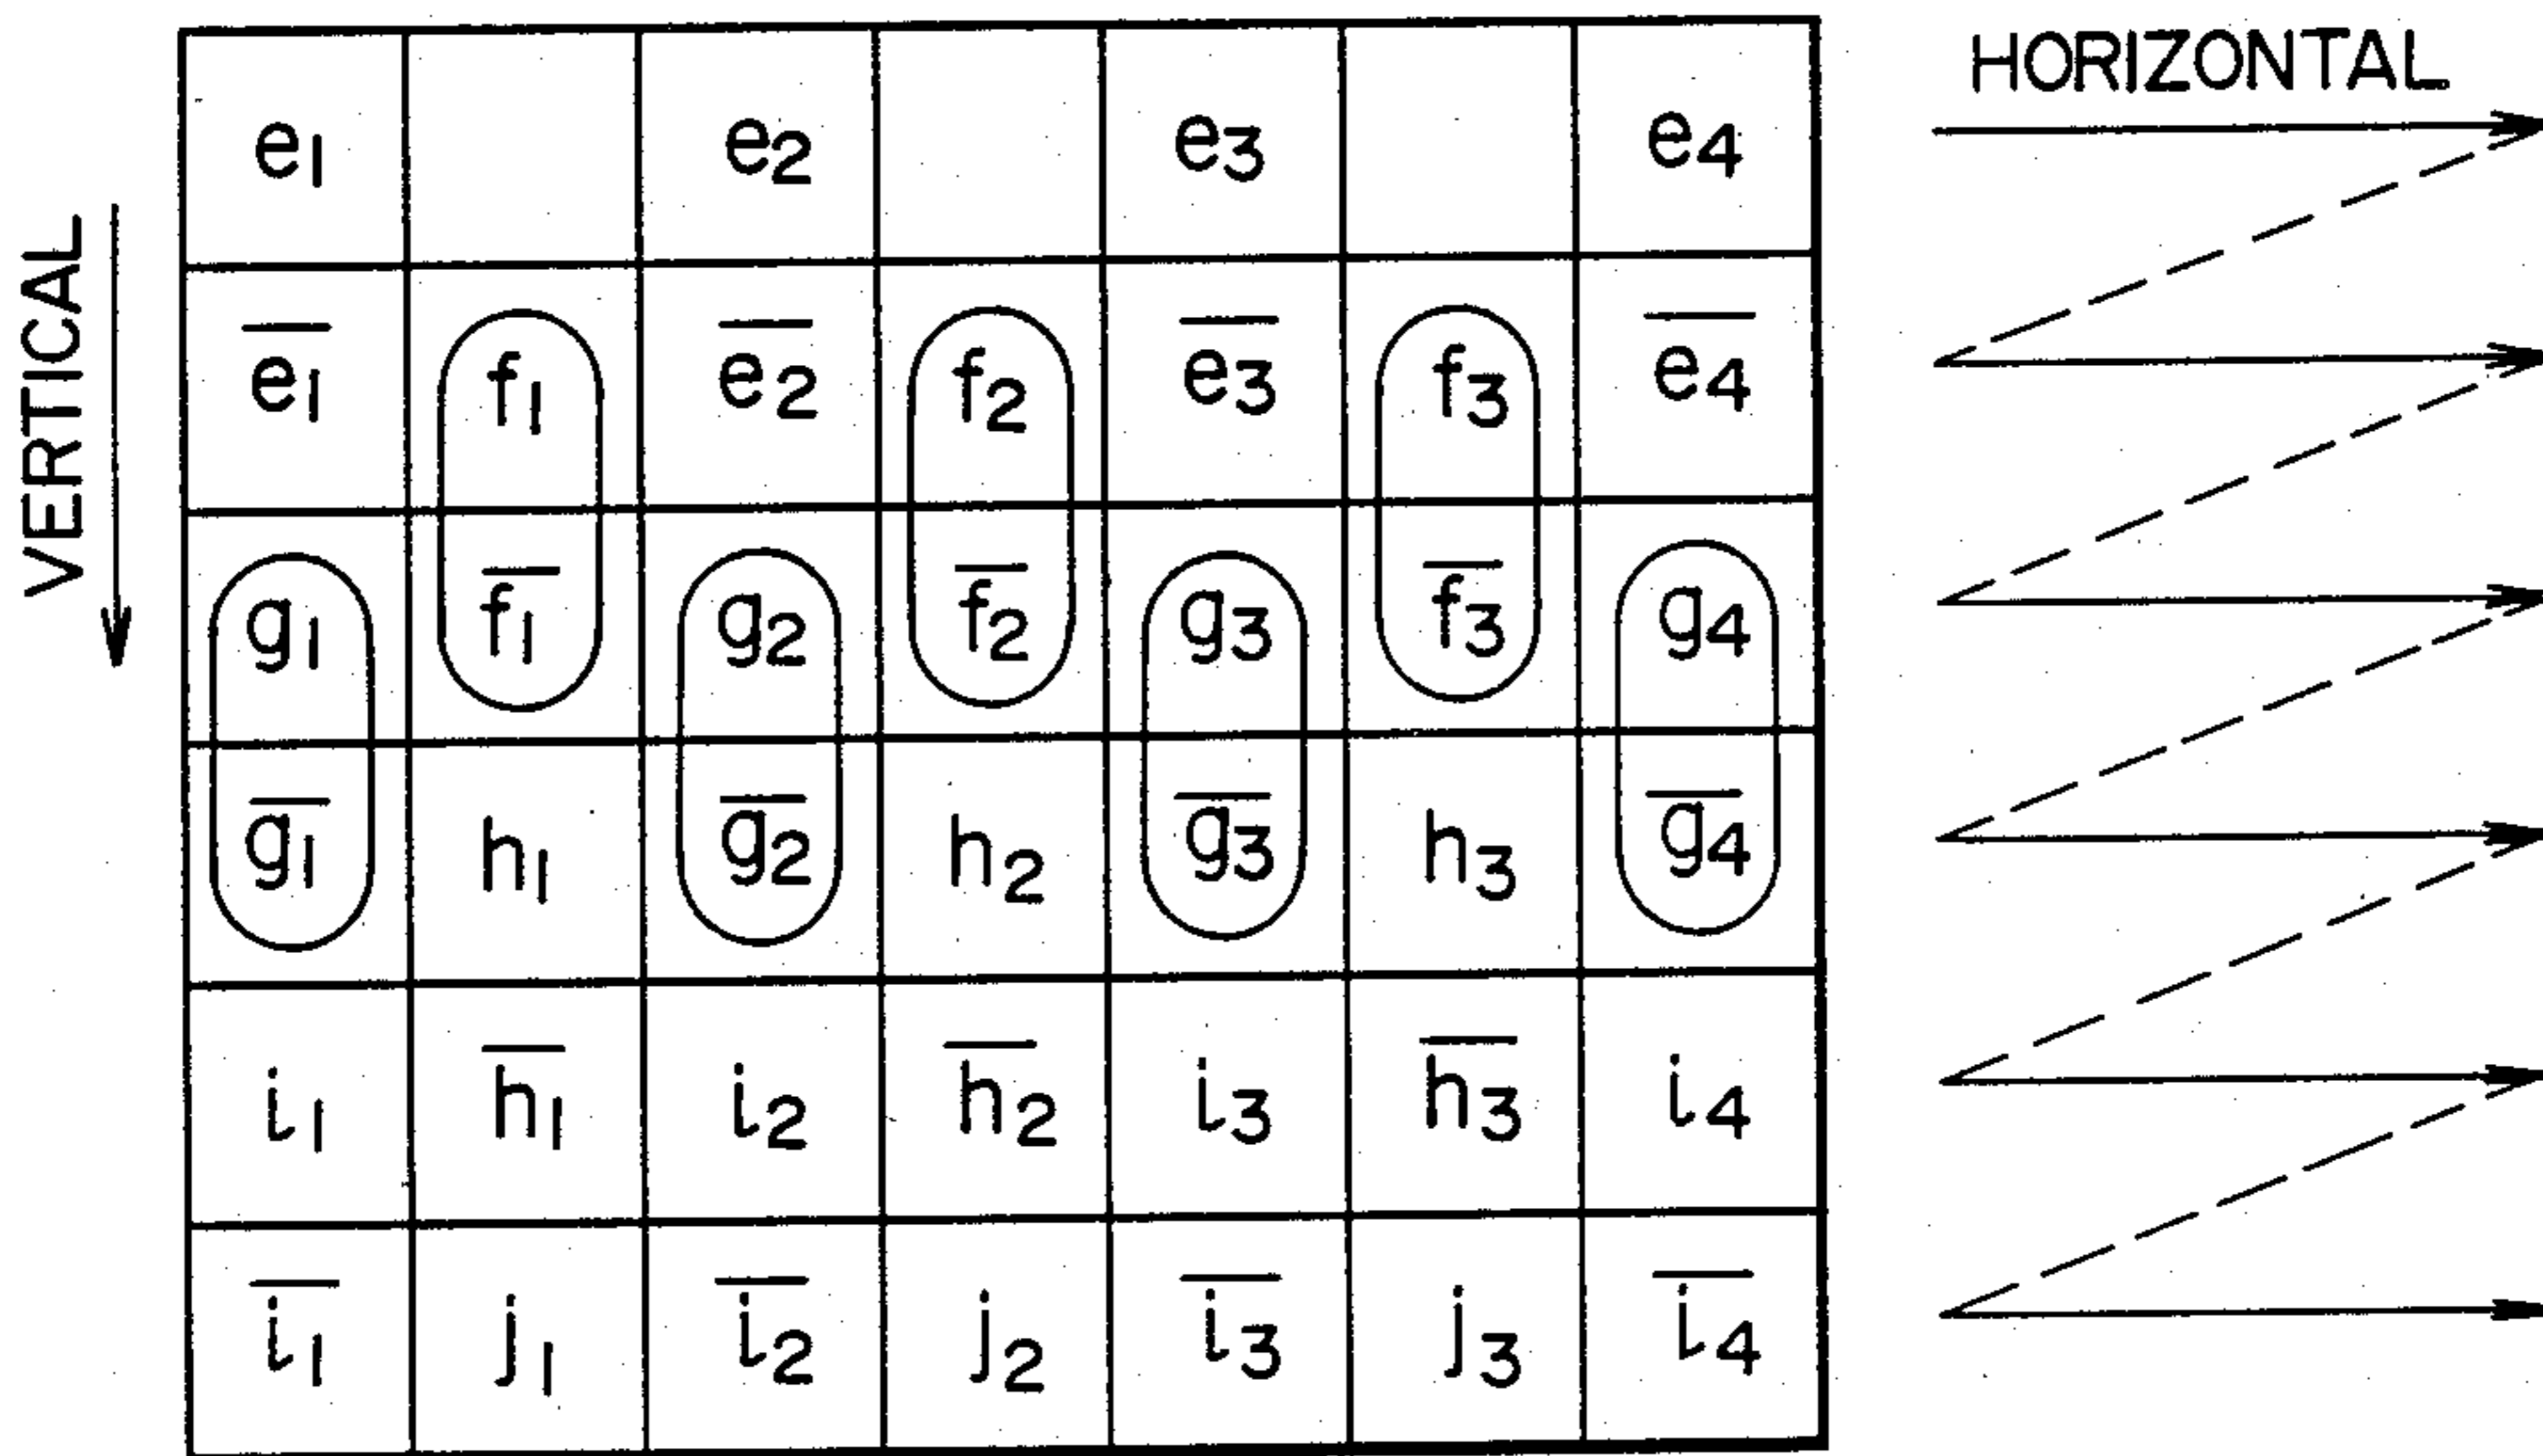 HORIZONTAL
VERTICAL
e1 e2 e3 e4
e̅1̅ f1 e̅2̅ f2 e̅3̅ f3 e̅4̅
g1 f̅1̅ g2 f̅2̅ g3 f̅3̅ g4
g̅1̅ h1 g̅2̅ h2 g̅3̅ h3 g̅4̅
i1 h̅1̅ i2 h̅2̅ i3 h̅3̅ i4
i̅1̅ j1 i̅2̅ j2 i̅3̅ j3 i̅4̅